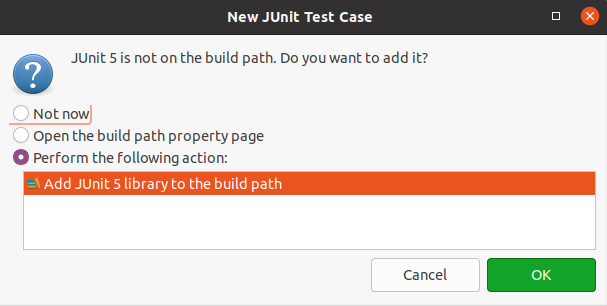 New JUnit Test Case
JUnit 5 is not on the build path. Do you want to add it?
Not now
Open the build path property page
Perform the following action:
Add JUnit 5 library to the build path
Cancel
OK